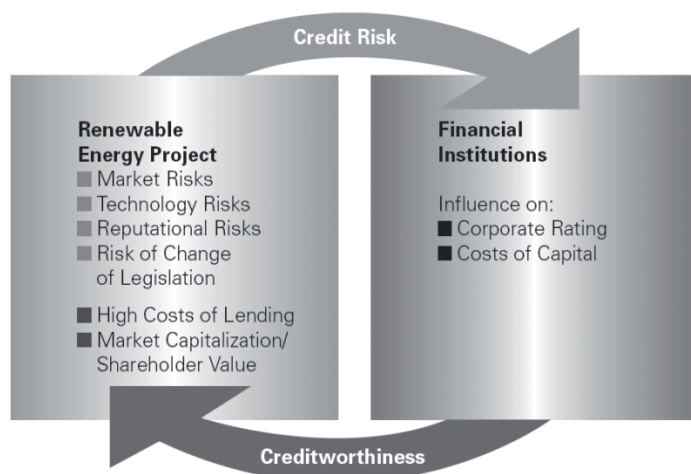 Credit Risk
Renewable
Energy Project
Market Risks
Technology Risks
Reputational Risks
Risk of Change
of Legislation
High Costs of Lending
Market Capitalization/
Shareholder Value
Financial
Institutions
Influence on:
Corporate Rating
Costs of Capital
Creditworthiness